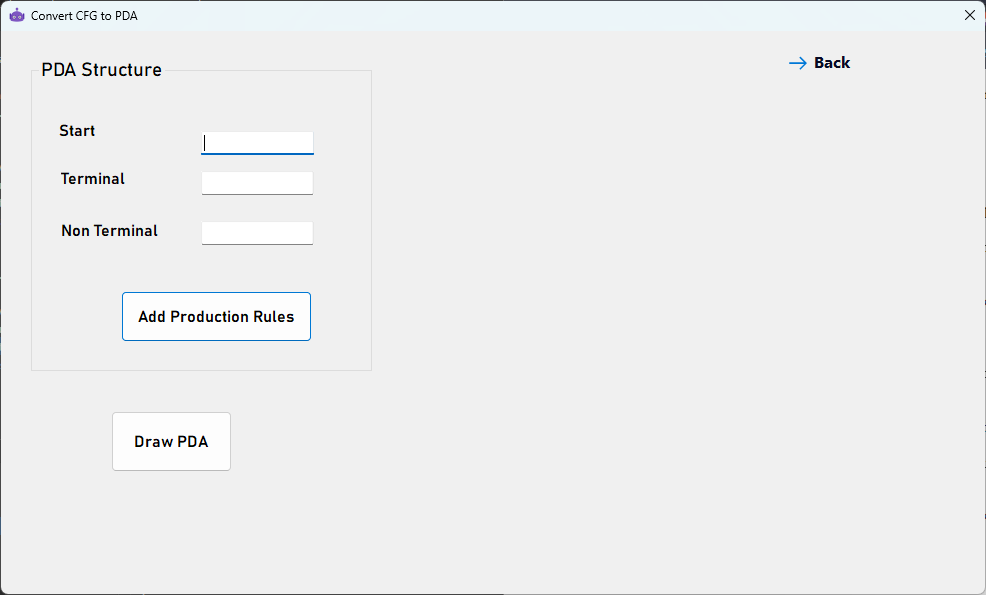 Convert CFG to PDA
PDA Structure
Back
Start
Terminal
Non Terminal
Add Production Rules
Draw PDA